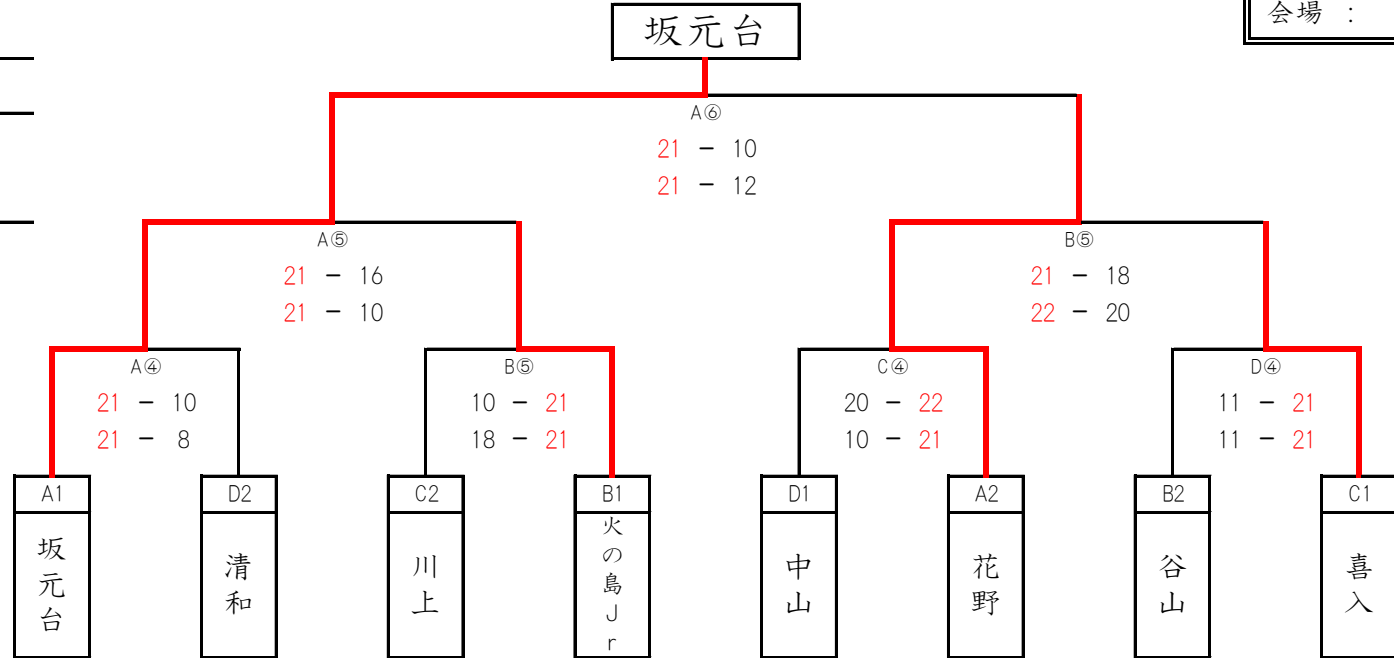 会場 :
坂元台
A⑥
21 － 10
21 － 12
A⑤
21 － 16
21 － 10
B⑤
21 － 18
22 － 20
A④
21 － 10
21 － 8
B⑤
10 － 21
18 － 21
C④
20 － 22
10 － 21
D④
11 － 21
11 － 21
A1
D2
C2
B1
D1
A2
B2
C1
坂元台
清和
川上
火の島Jr
中山
花野
谷山
喜入